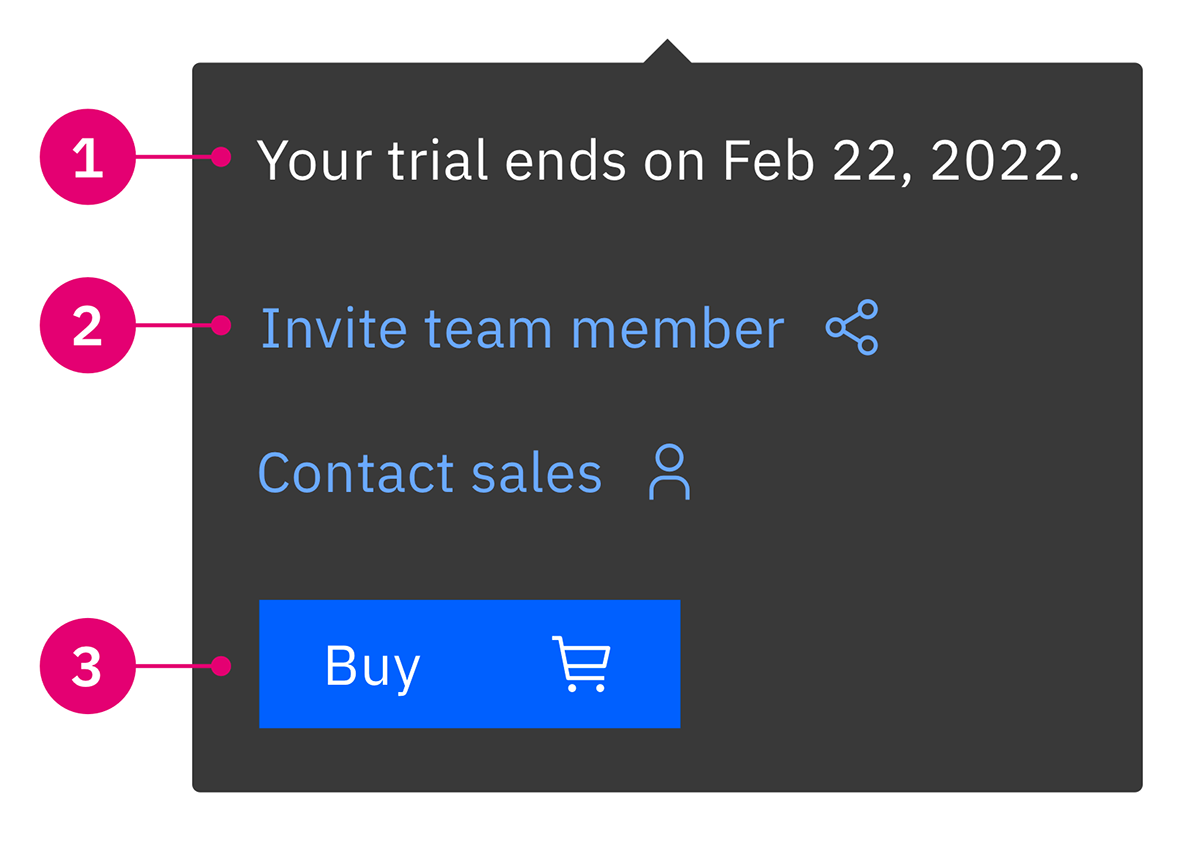 1 Your trial ends on Feb 22, 2022.
2 Invite team member
Contact sales
3 Buy